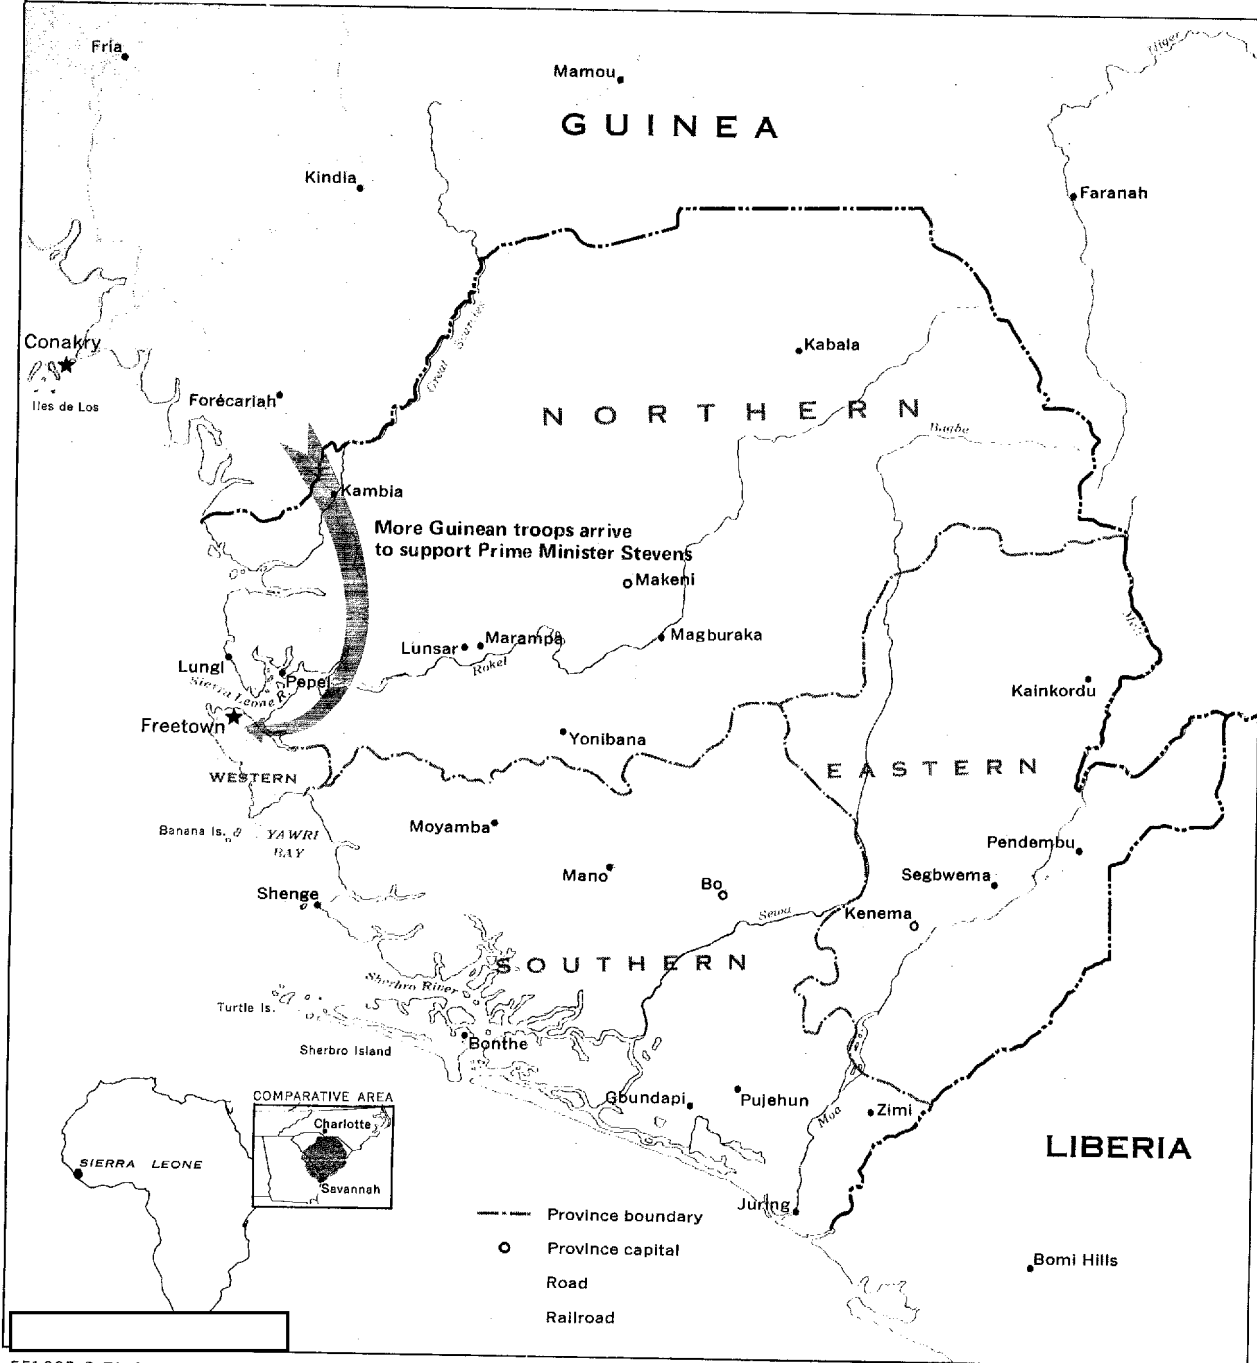 Fria
Mamou
Niger
GUINEA
Kindia
Faranah
Great Scarcies
Conakry
Iles de Los
Kabala
Forécariah
NORTHERN
Bagbe
Kambia
More Guinean troops arrive
to support Prime Minister Stevens
Makeni
Magburaka
Lunsar
Marampa
Rokel
Lungi
Pepel
Sierra Leone R.
Kainkordu
Freetown
Yonibana
WESTERN
EASTERN
Banana Is.
YAWRI
BAY
Moyamba
Pendembu
Mano
Bo
Segbwema
Shenge
Sewa
Kenema
SOUTHERN
Sherbro River
Turtle Is.
Bonthe
Sherbro Island
COMPARATIVE AREA
Gbundapi
Pujehun
Moa
Zimi
Charlotte
SIERRA LEONE
Savannah
LIBERIA
Juring
Province boundary
Province capital
Road
Railroad
Bomi Hills